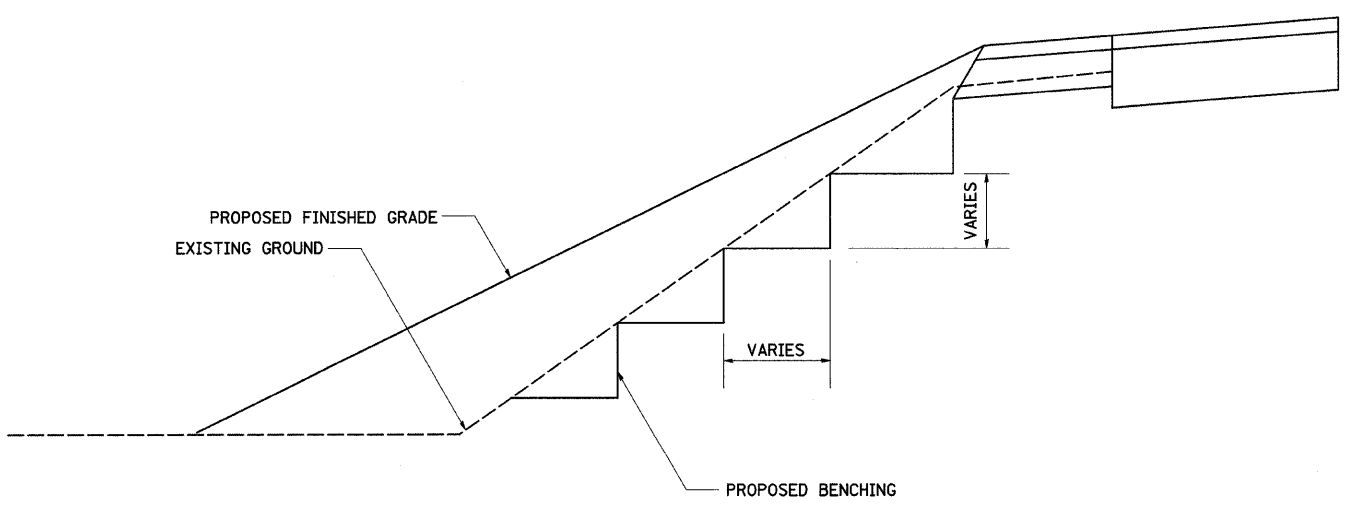 PROPOSED FINISHED GRADE
EXISTING GROUND
VARIES
VARIES
PROPOSED BENCHING